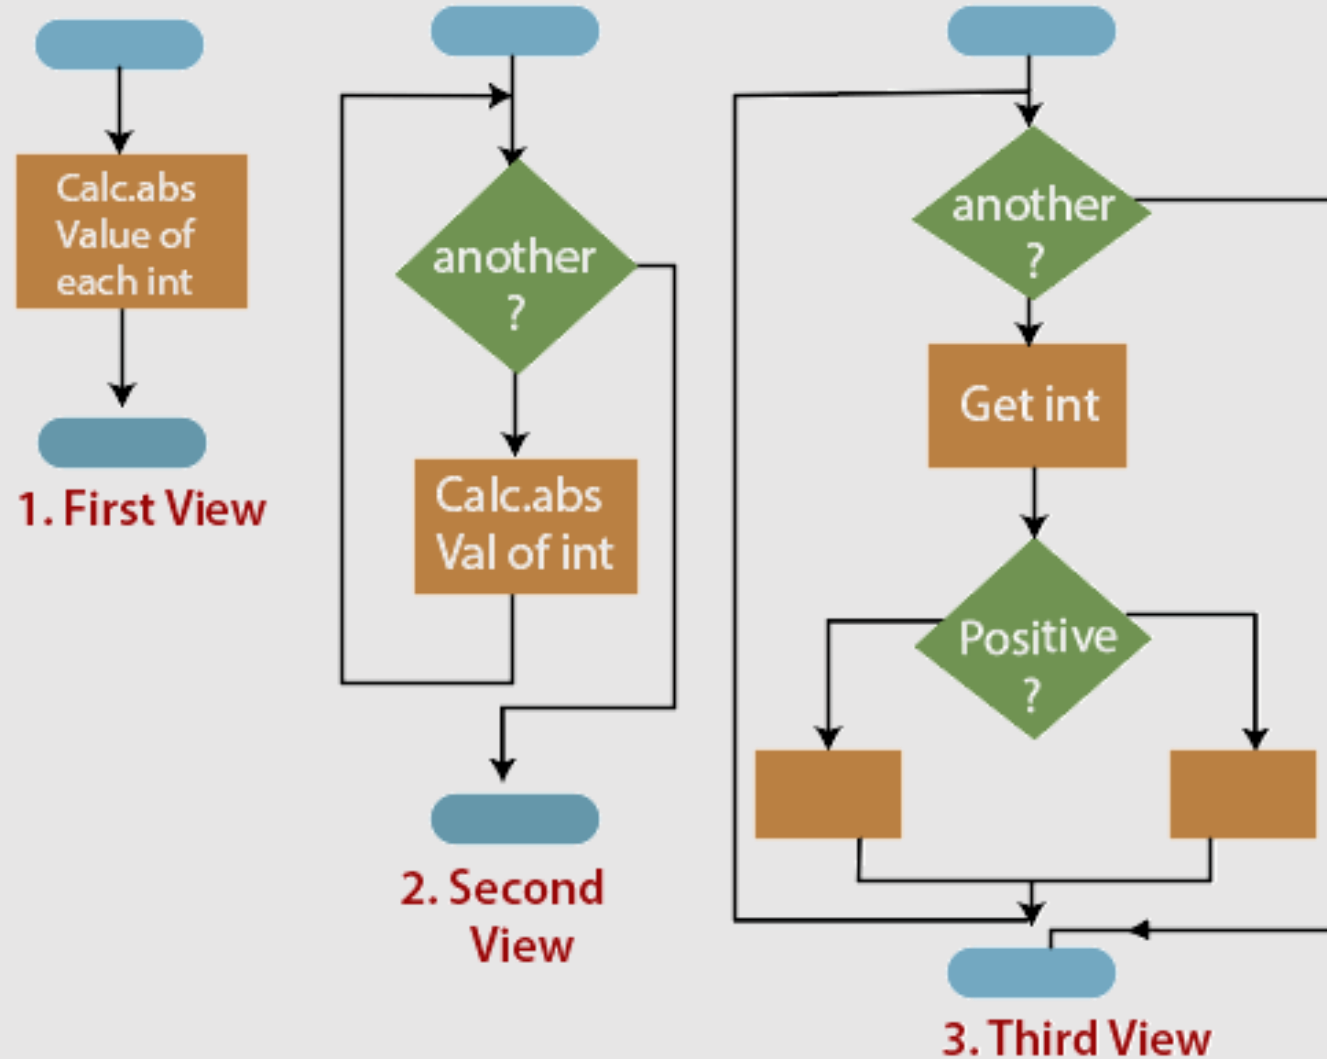 Calc.abs
Value of
each int
1. First View
another
?
Calc.abs
Val of int
2. Second
View
another
?
Get int
Positive
?
3. Third View